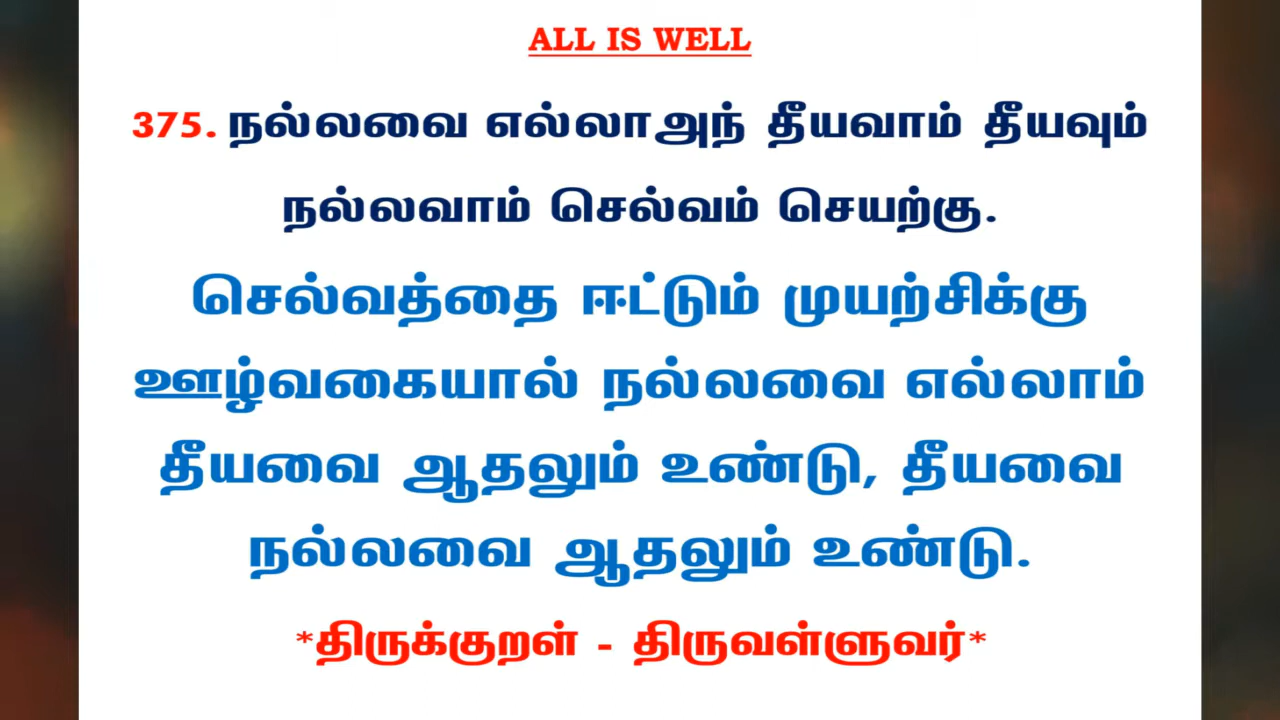 ALL IS WELL
375. நல்லவை எல்லாஅந் தீயவாம் தீயவும்
நல்லவாம் செல்வம் செயற்கு.
செல்வத்தை ஈட்டும் முயற்சிக்கு
ஊழ்வகையால் நல்லவை எல்லாம்
தீயவை ஆதலும் உண்டு, தீயவை
நல்லவை ஆதலும் உண்டு.
*திருக்குறள் - திருவள்ளுவர்*